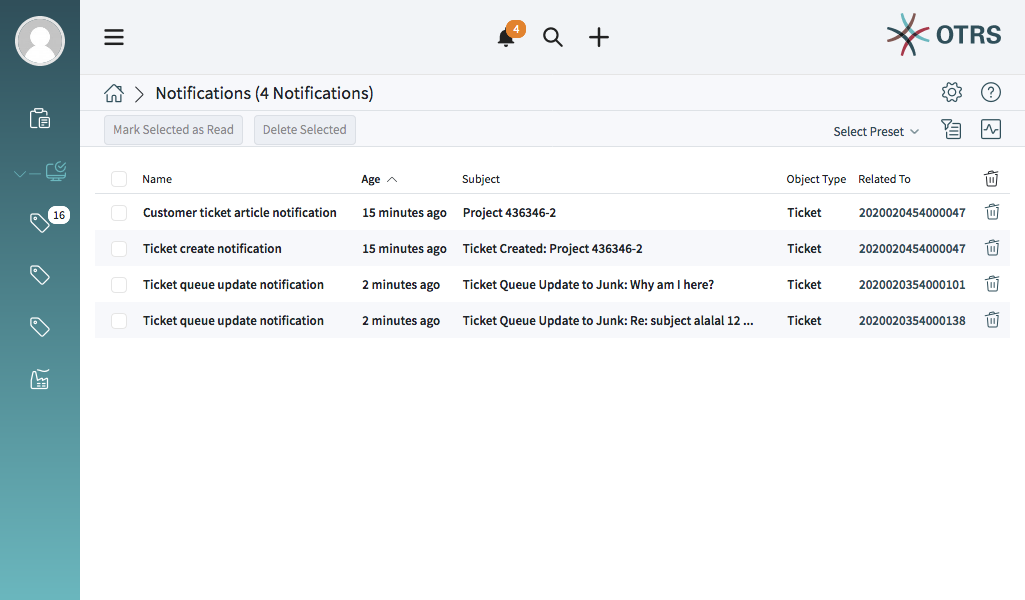 4
OTRS
Notifications (4 Notifications)
?
Mark Selected as Read Delete Selected Select Preset
Name Age Subject Object Type Related To
Customer ticket article notification 15 minutes ago Project 436346-2 Ticket 2020020454000047
16
Ticket create notification 15 minutes ago Ticket Created: Project 436346-2 Ticket 2020020454000047
Ticket queue update notification 2 minutes ago Ticket Queue Update to Junk: Why am I here? Ticket 2020020354000101
Ticket queue update notification 2 minutes ago Ticket Queue Update to Junk: Re: subject alalal 12 ... Ticket 2020020354000138